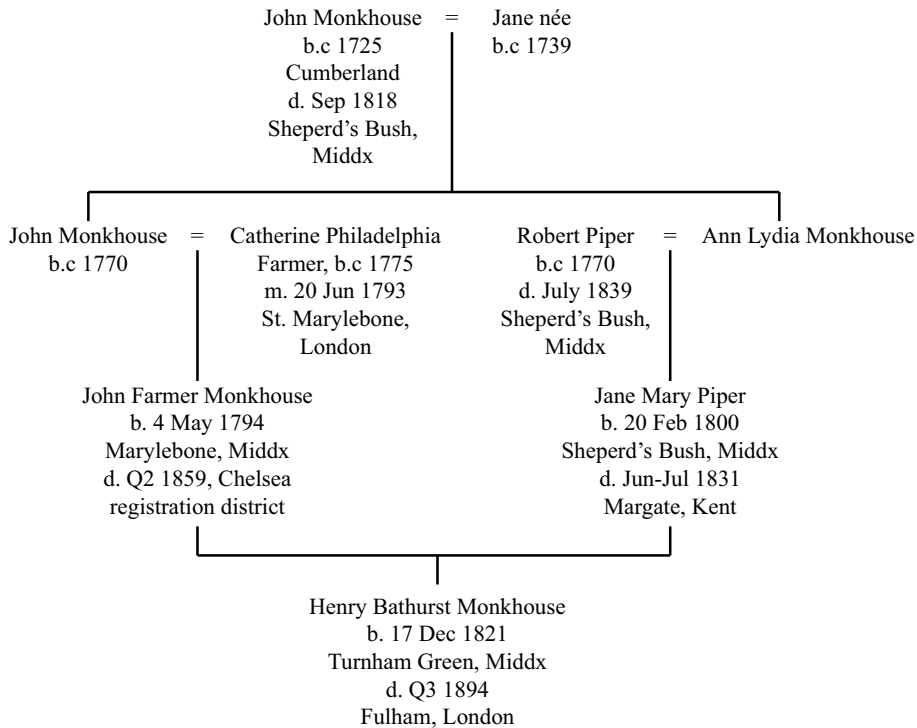 John Monkhouse = Jane née
b.c 1725
b.c 1739
Cumberland
d. Sep 1818
Sheperd’s Bush,
Middx
John Monkhouse = Catherine Philadelphia
b.c 1770
Farmer, b.c 1775
m. 20 Jun 1793
St. Marylebone,
London
Robert Piper = Ann Lydia Monkhouse
b.c 1770
d. July 1839
Sheperd’s Bush,
Middx
John Farmer Monkhouse
b. 4 May 1794
Marylebone, Middx
d. Q2 1859, Chelsea
registration district
Jane Mary Piper
b. 20 Feb 1800
Sheperd’s Bush, Middx
d. Jun-Jul 1831
Margate, Kent
Henry Bathurst Monkhouse
b. 17 Dec 1821
Turnham Green, Middx
d. Q3 1894
Fulham, London